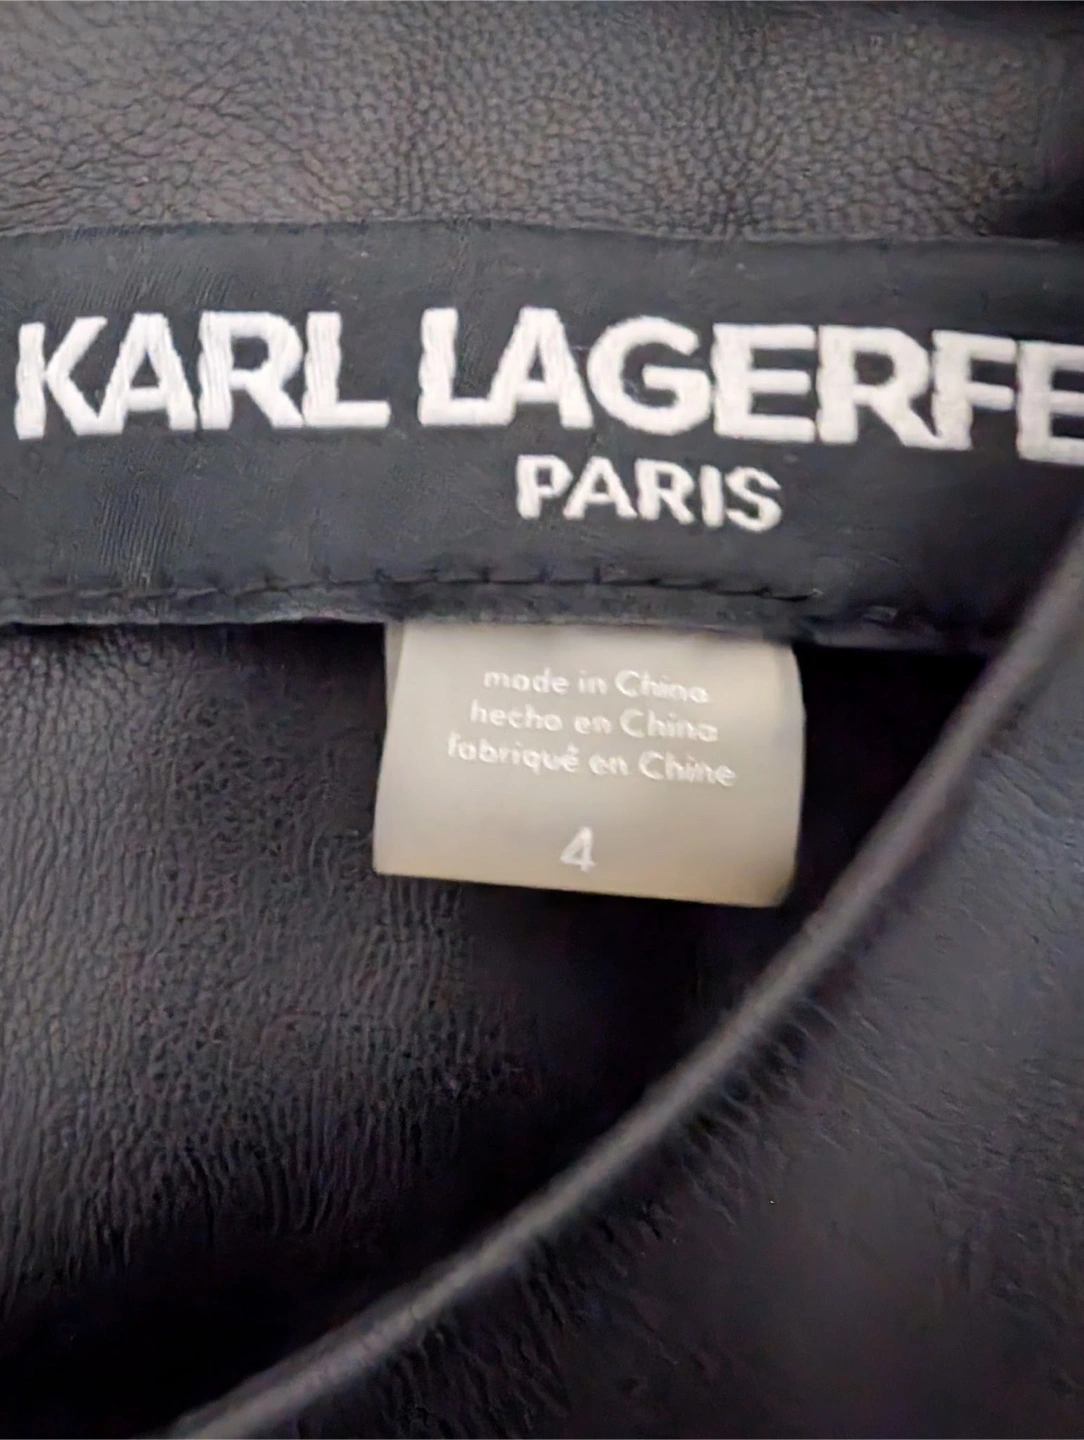 KARL LAGERFE
PARIS
made in China
hecho en China
fabriqué en Chine
4